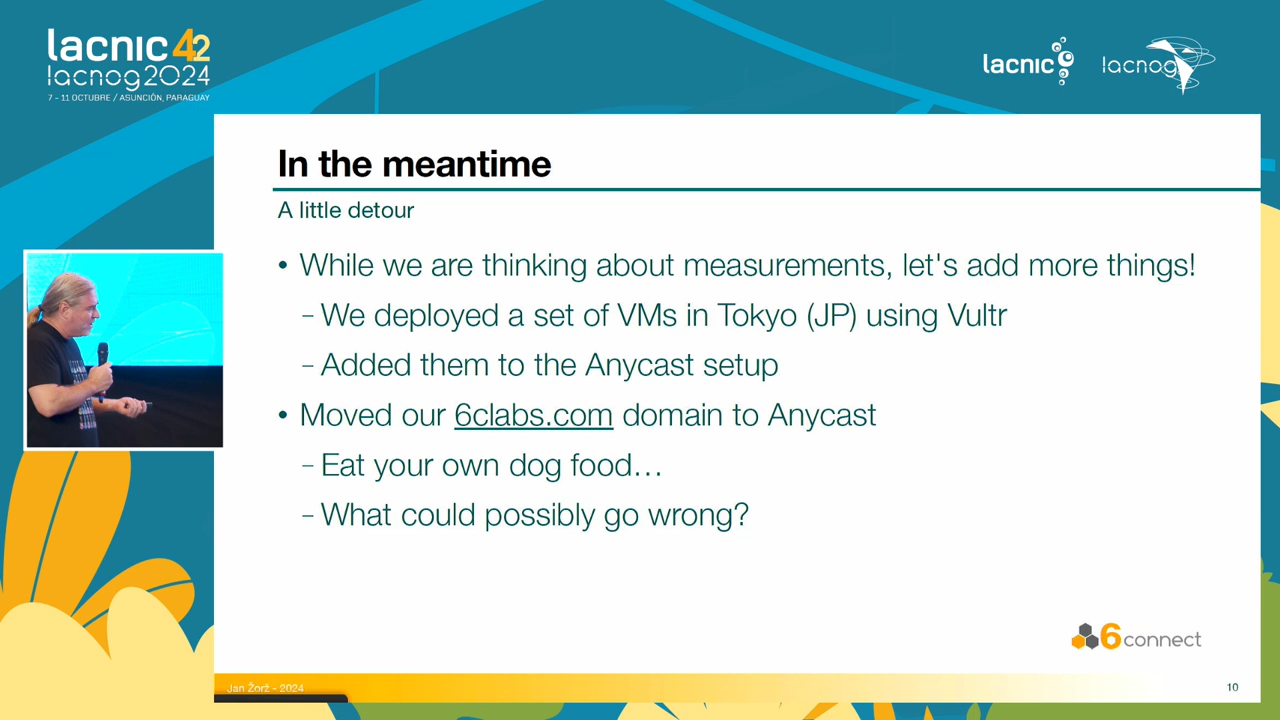 lacnic 42
lacnog2024
7 - 11 OCTUBRE / ASUNCIÓN, PARAGUAY
lacnic
lacnog
In the meantime
A little detour
• While we are thinking about measurements, let's add more things!
– We deployed a set of VMs in Tokyo (JP) using Vultr
– Added them to the Anycast setup
• Moved our 6clabs.com domain to Anycast
– Eat your own dog food…
– What could possibly go wrong?
6connect
Jan Žorž - 2024
10